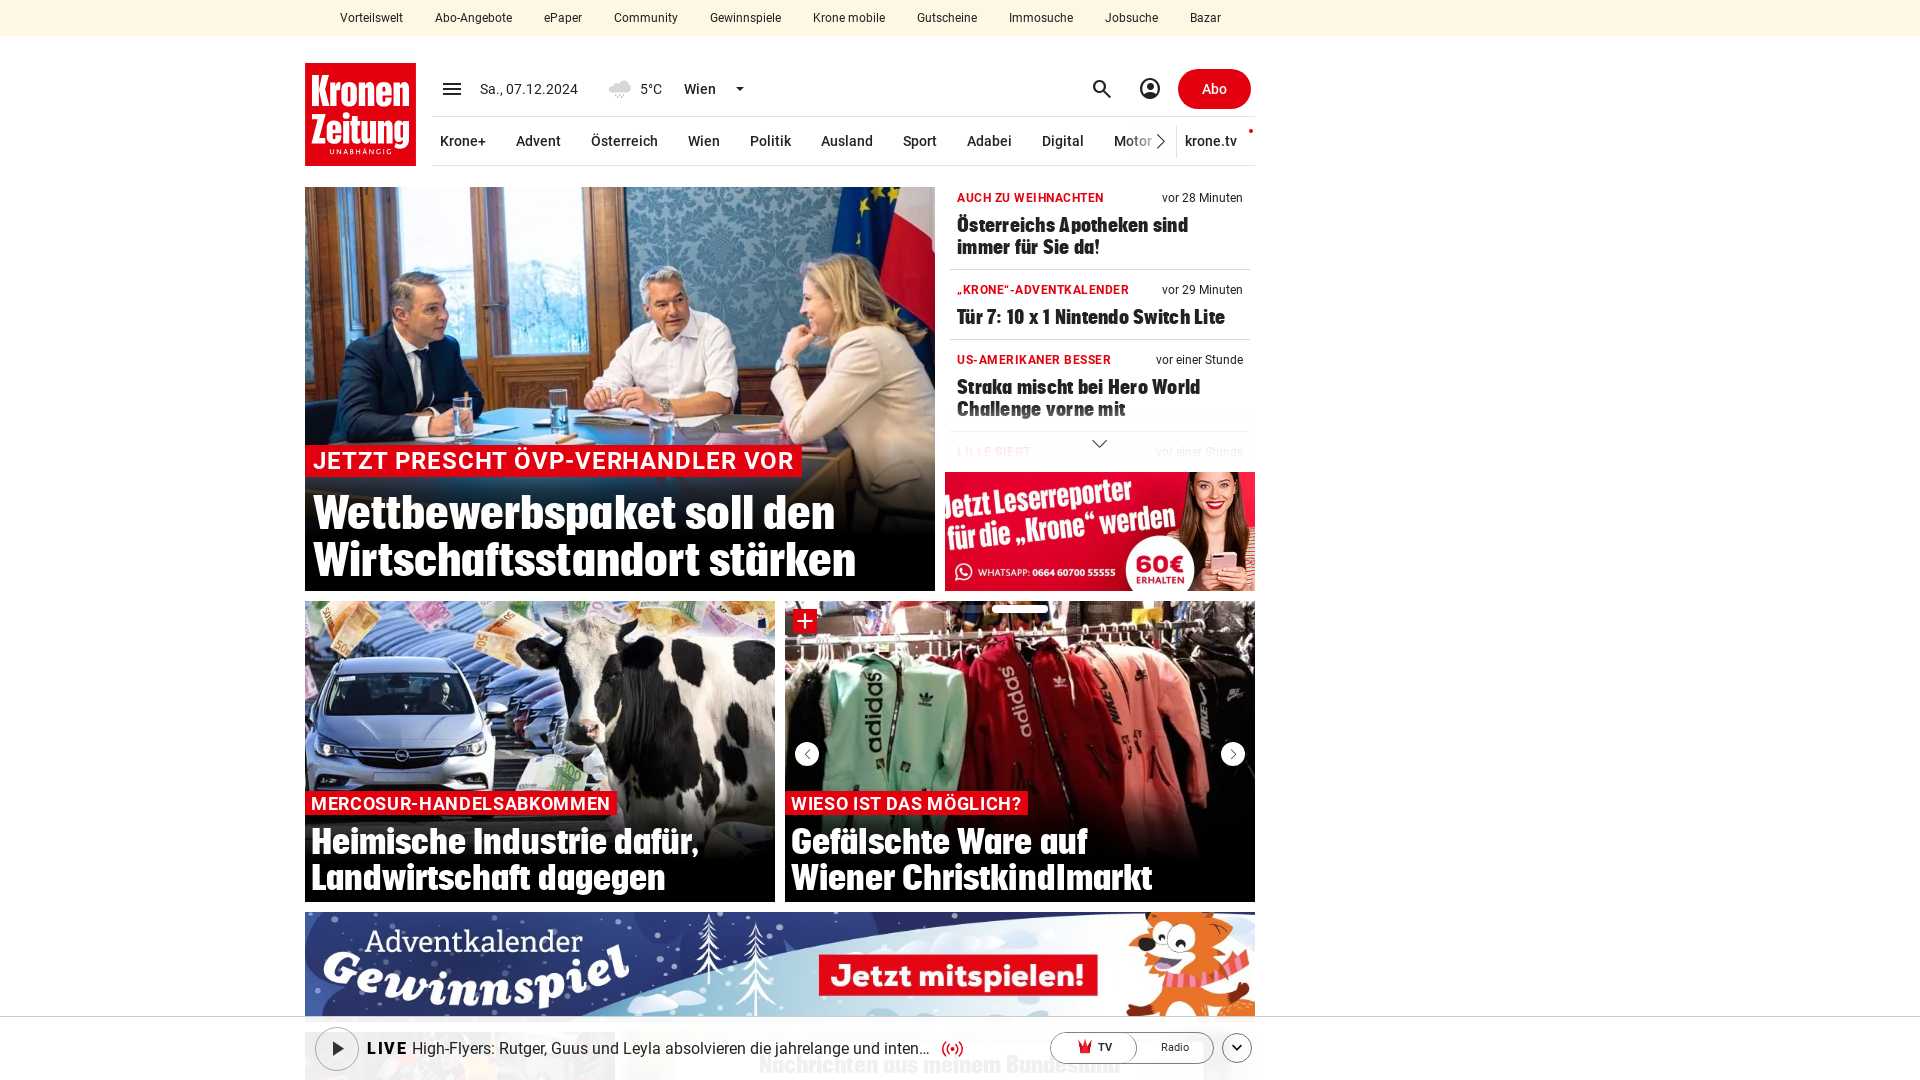 Vorteilswelt Abo-Angebote ePaper Community Gewinnspiele Krone mobile Gutscheine Immosuche Jobsuche Bazar
Kronen
Zeitung
UNABHÄNGIG
Sa., 07.12.2024 5°C Wien Abo
Krone+ Advent Österreich Wien Politik Ausland Sport Adabei Digital Motor krone.tv
JETZT PRESCHT ÖVP-VERHANDLER VOR
Wettbewerbspaket soll den
Wirtschaftsstandort stärken
AUCH ZU WEIHNACHTEN vor 28 Minuten
Österreichs Apotheken sind
immer für Sie da!
„KRONE“-ADVENTKALENDER vor 29 Minuten
Tür 7: 10 x 1 Nintendo Switch Lite
US-AMERIKANER BESSER vor einer Stunde
Straka mischt bei Hero World
Challenge vorne mit
LILLE SIEGT vor einer Stunde
Jetzt Leserreporter
für die „Krone“ werden
WHATSAPP: 0664 60700 55555
60€
ERHALTEN
MERCOSUR-HANDELSABKOMMEN
Heimische Industrie dafür,
Landwirtschaft dagegen
adidas
adidas
NIKE
NIKE
WIESO IST DAS MÖGLICH?
Gefälschte Ware auf
Wiener Christkindlmarkt
Adventkalender
Gewinnspiel
Jetzt mitspielen!
LIVE High-Flyers: Rutger, Guus und Leyla absolvieren die jahrelange und inten... TV Radio
Nachrichten aus meinem Bundesland